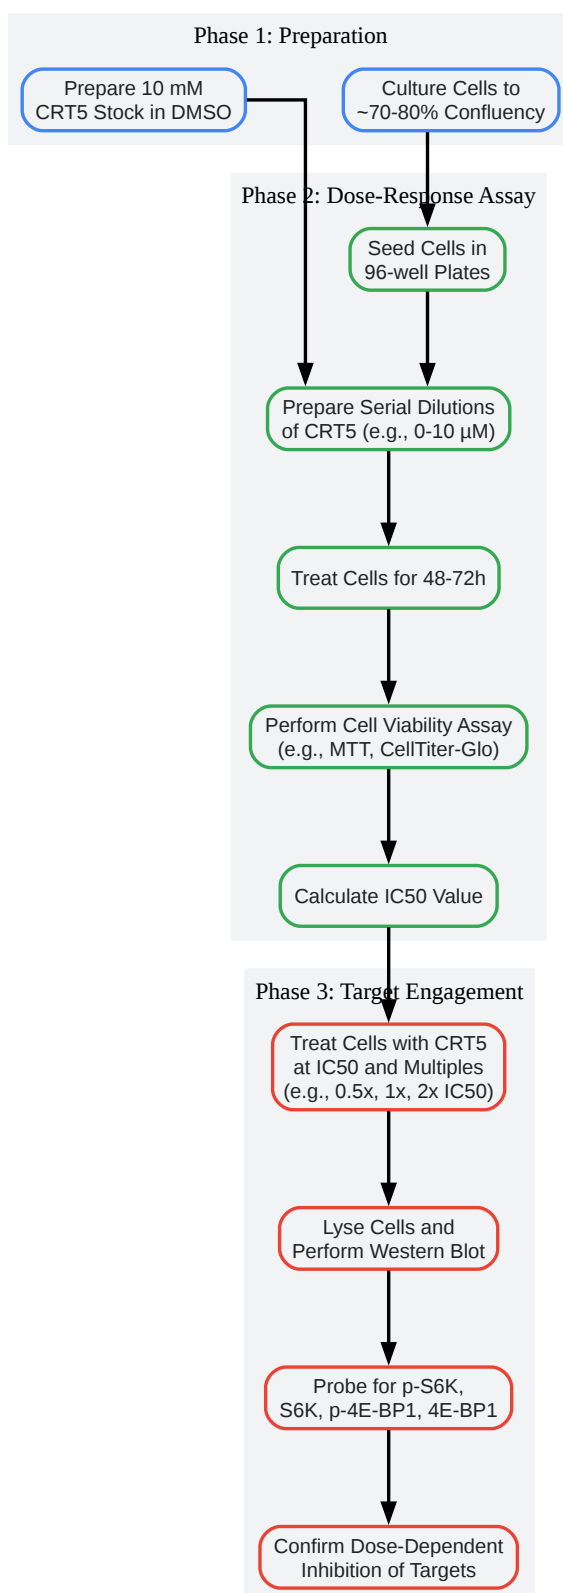 Phase 1: Preparation
Prepare 10 mM
CRT5 Stock in DMSO
Culture Cells to
~70-80% Confluency
Phase 2: Dose-Response Assay
Seed Cells in
96-well Plates
Prepare Serial Dilutions
of CRT5 (e.g., 0-10 µM)
Treat Cells for 48-72h
Perform Cell Viability Assay
(e.g., MTT, CellTiter-Glo)
Calculate IC50 Value
Phase 3: Target Engagement
Treat Cells with CRT5
at IC50 and Multiples
(e.g., 0.5x, 1x, 2x IC50)
Lyse Cells and
Perform Western Blot
Probe for p-S6K,
S6K, p-4E-BP1, 4E-BP1
Confirm Dose-Dependent
Inhibition of Targets